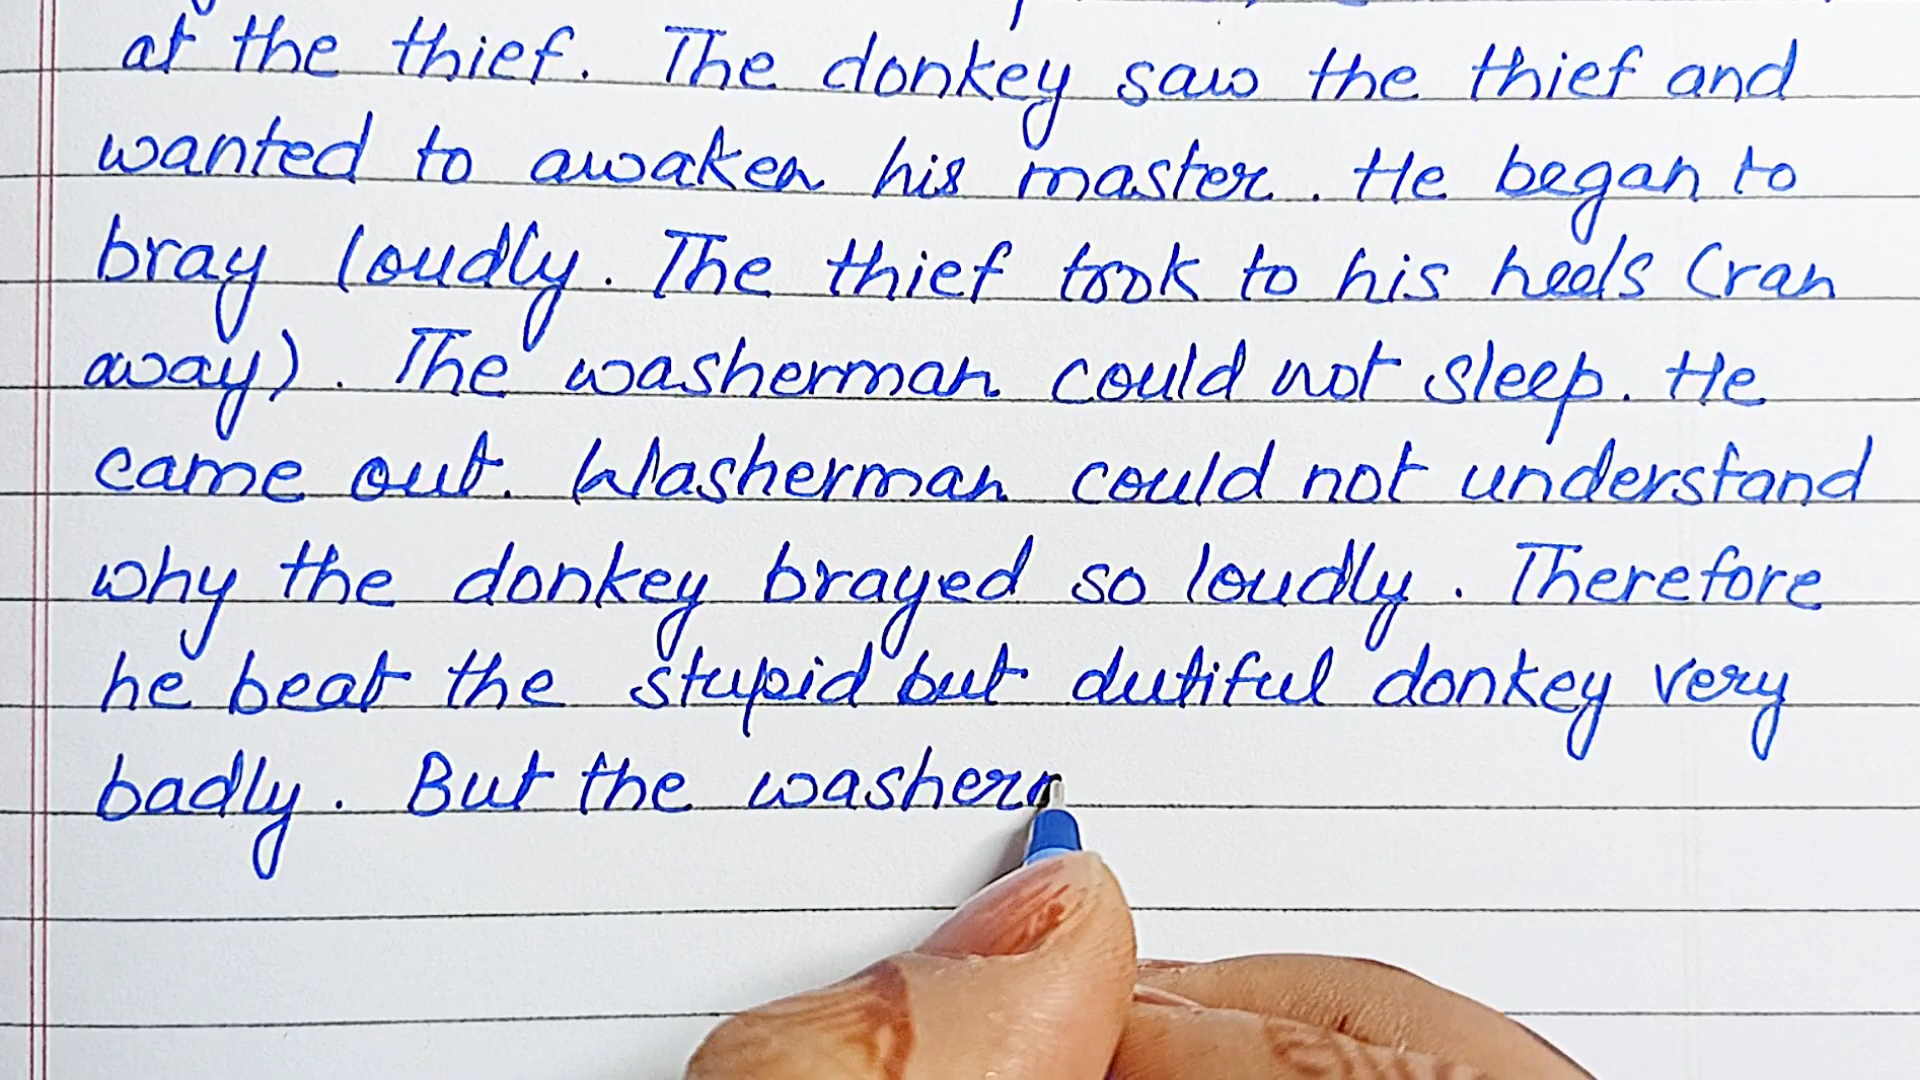 at the thief. The donkey saw the thief and
wanted to awaken his master. He began to
bray loudly. The thief took to his heels (ran
away). The washerman could not sleep. He
came out. Washerman could not understand
why the donkey brayed so loudly. Therefore
he beat the stupid but dutiful donkey very
badly. But the washer